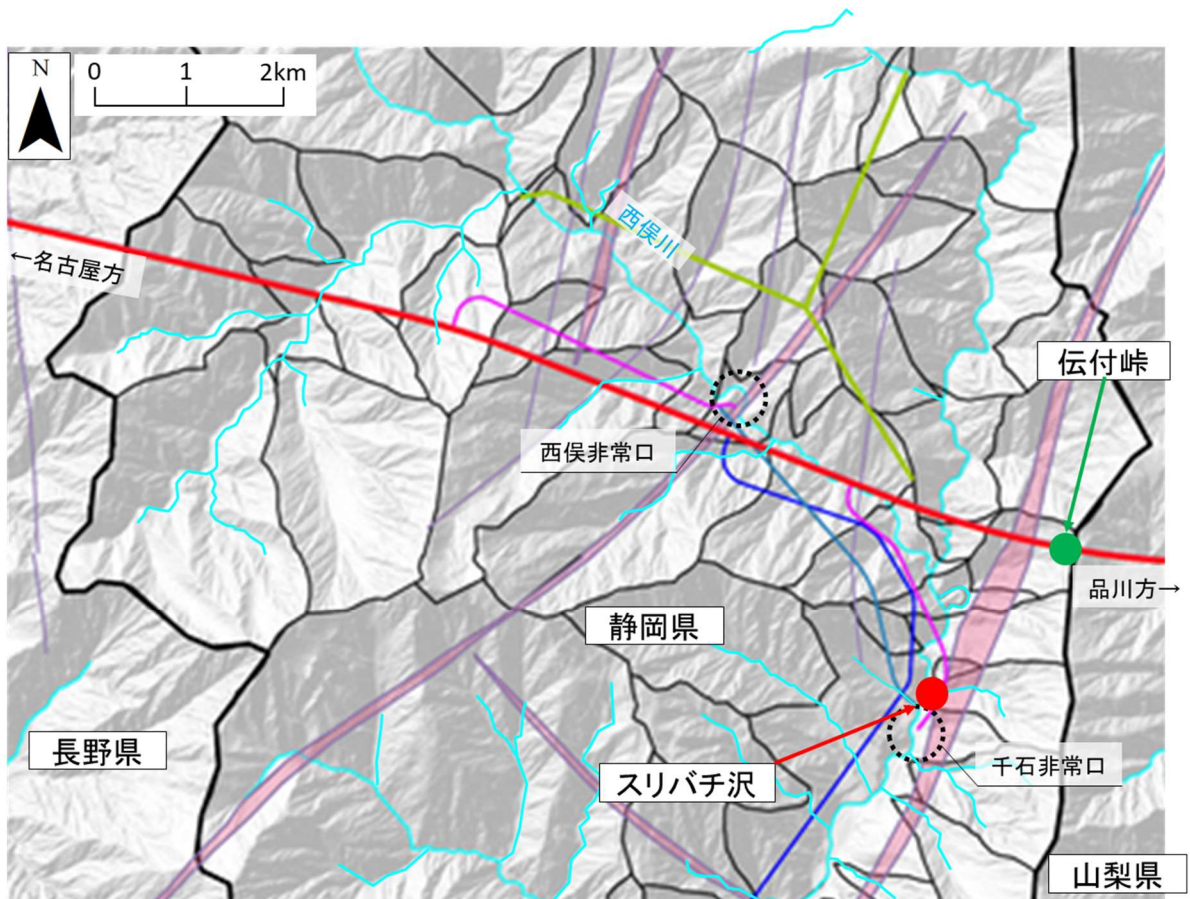 N
0 1 2km
西俣川
←名古屋方
伝付峠
西俣非常口
品川方→
静岡県
長野県
スリバチ沢
千石非常口
山梨県